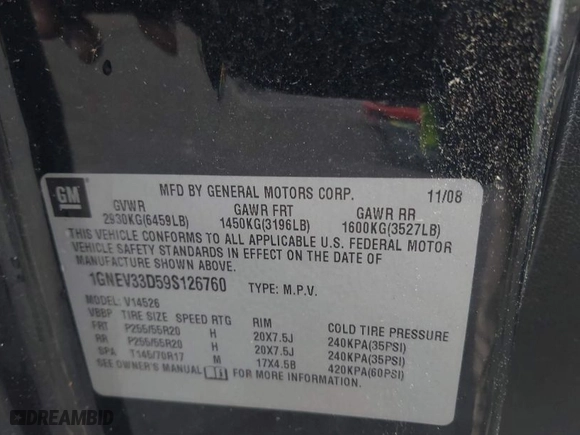 GM
MFD BY GENERAL MOTORS CORP. 11/08
GVWR GAWR FRT GAWR RR
2930KG(6459LB) 1450KG(3196LB) 1600KG(3527LB)
THIS VEHICLE CONFORMS TO ALL APPLICABLE U.S. FEDERAL MOTOR
VEHICLE SAFETY STANDARDS IN EFFECT ON THE DATE OF
MANUFACTURE SHOWN ABOVE.
1GNEV33D59S126760 TYPE: M.P.V.
MODEL: V14526
VBBP TIRE SIZE SPEED RTG RIM COLD TIRE PRESSURE
FRT P255/55R20 H 20X7.5J 240KPA(35PSI)
RR P255/55R20 H 20X7.5J 240KPA(35PSI)
SPA T145/70R17 M 17X4.5B 420KPA(60PSI)
SEE OWNER'S MANUAL FOR MORE INFORMATION.
DREAMBID